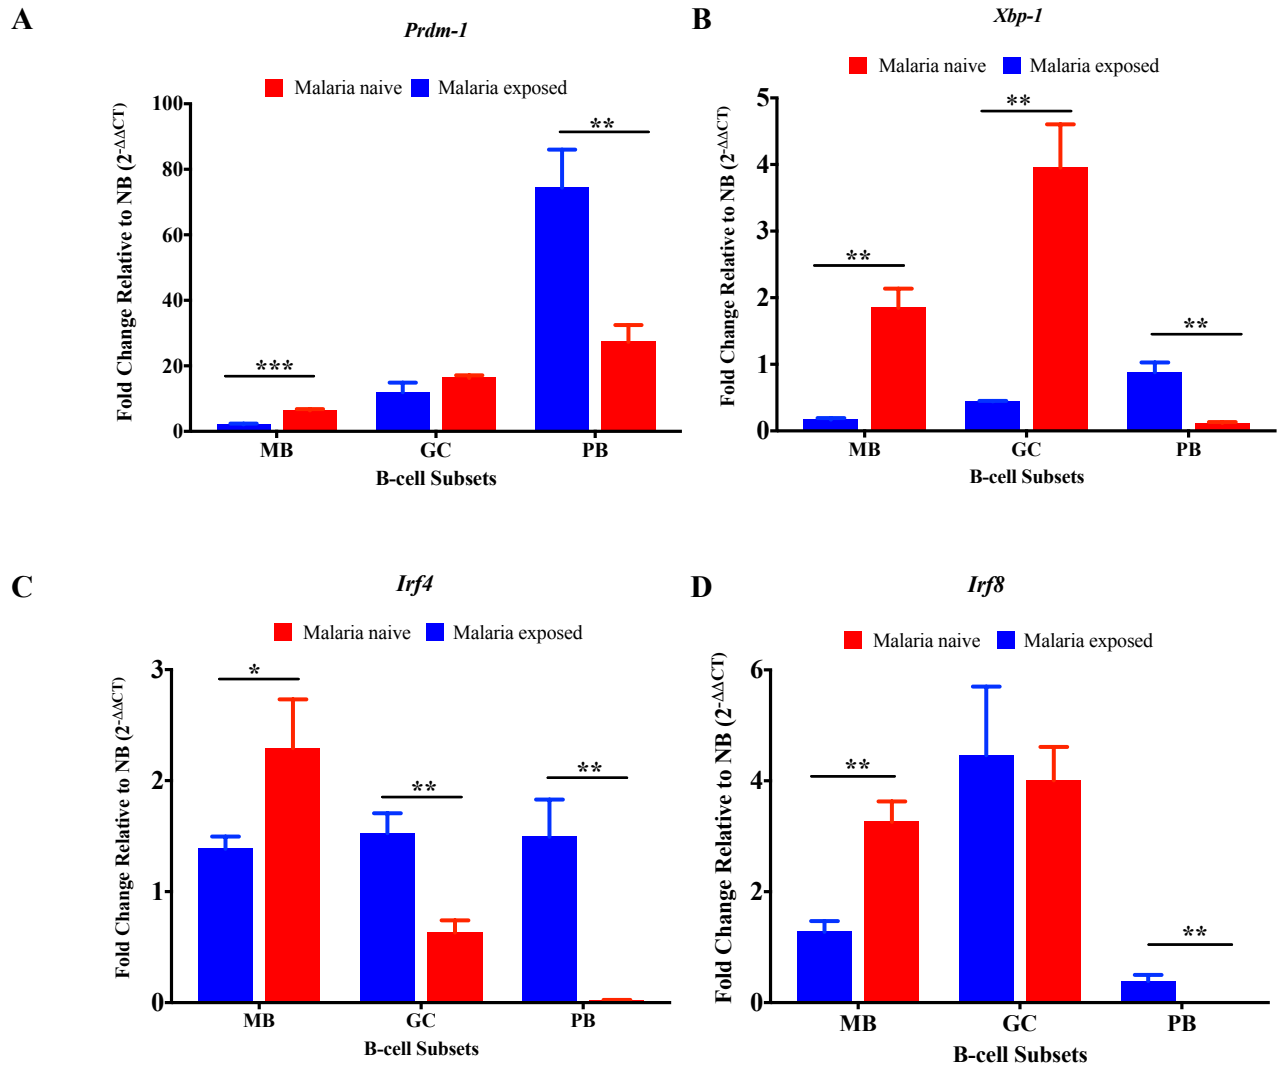 A
Prdm-1
Malaria naive Malaria exposed
Fold Change Relative to NB (2^-ΔΔCT)
100
80
60
40
20
0
***
**
MB GC PB
B-cell Subsets
B
Xbp-1
Malaria naive Malaria exposed
Fold Change Relative to NB (2^-ΔΔCT)
5
4
3
2
1
0
**
**
**
MB GC PB
B-cell Subsets
C
Irf4
Malaria naive Malaria exposed
Fold Change Relative to NB (2^-ΔΔCT)
3
2
1
0
*
**
**
MB GC PB
B-cell Subsets
D
Irf8
Malaria naive Malaria exposed
Fold Change Relative to NB (2^-ΔΔCT)
6
4
2
0
**
**
MB GC PB
B-cell Subsets